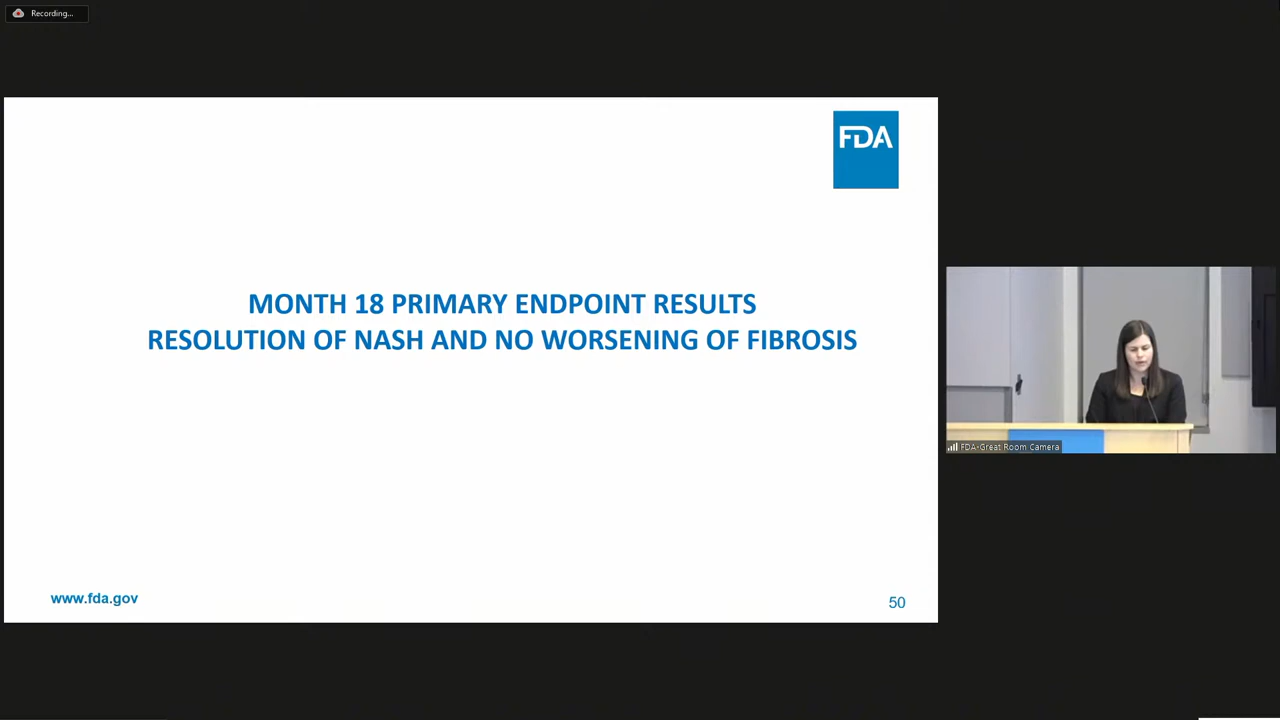 Recording...
FDA
MONTH 18 PRIMARY ENDPOINT RESULTS
RESOLUTION OF NASH AND NO WORSENING OF FIBROSIS
www.fda.gov
50
FDA-Great Room Camera